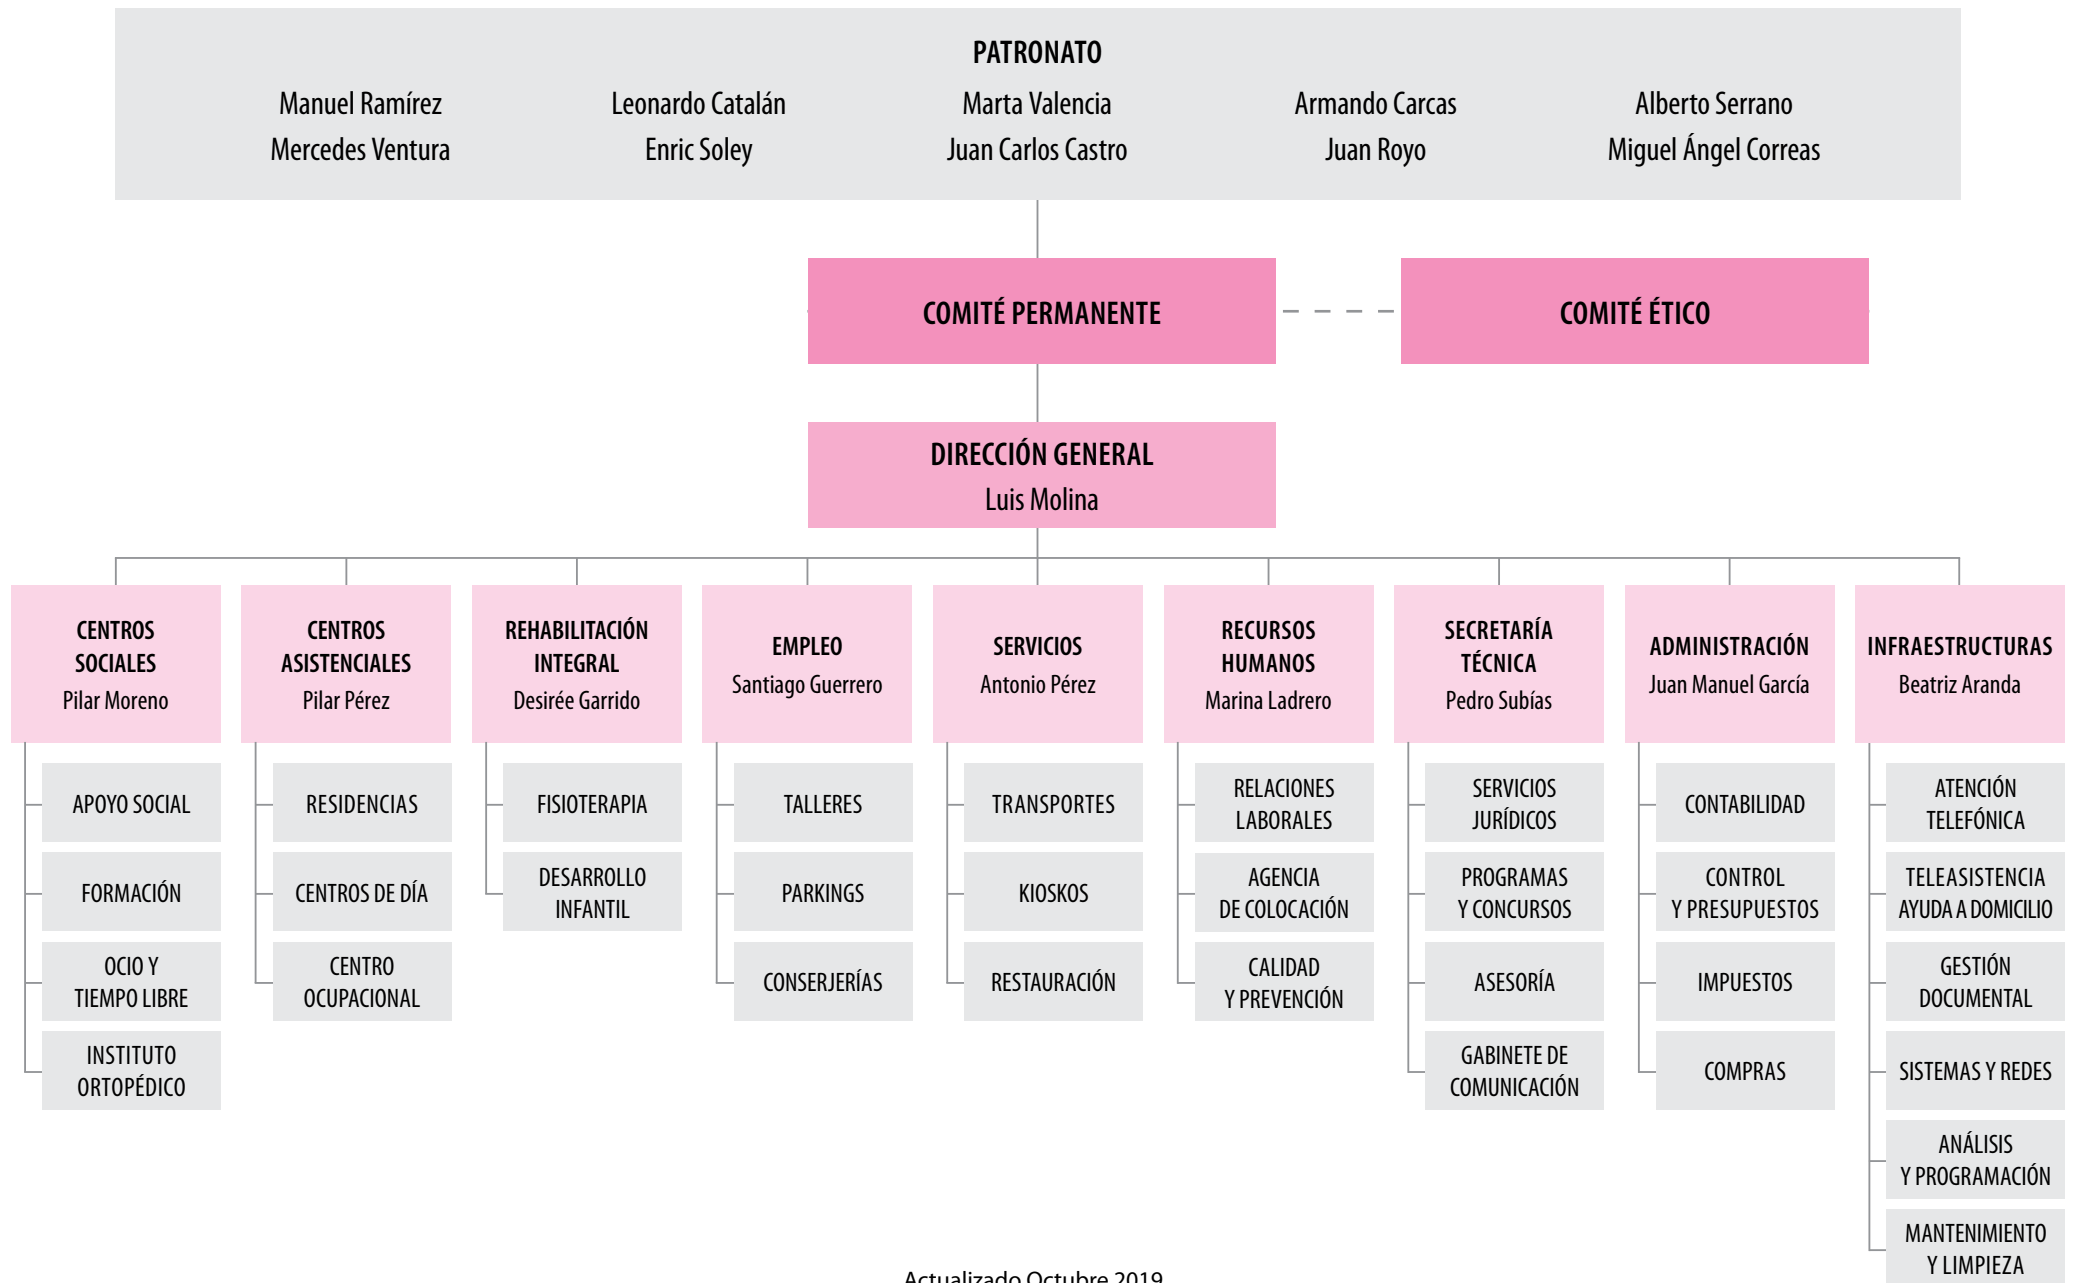 PATRONATO
Manuel Ramírez
Mercedes Ventura
Leonardo Catalán
Enric Soley
Marta Valencia
Juan Carlos Castro
Armando Carcas
Juan Royo
Alberto Serrano
Miguel Ángel Correas
COMITÉ PERMANENTE
COMITÉ ÉTICO
DIRECCIÓN GENERAL
Luis Molina
CENTROS
SOCIALES
Pilar Moreno
APOYO SOCIAL
FORMACIÓN
OCIO Y
TIEMPO LIBRE
INSTITUTO
ORTOPÉDICO
CENTROS
ASISTENCIALES
Pilar Pérez
RESIDENCIAS
CENTROS DE DÍA
CENTRO
OCUPACIONAL
REHABILITACIÓN
INTEGRAL
Desirée Garrido
FISIOTERAPIA
DESARROLLO
INFANTIL
EMPLEO
Santiago Guerrero
TALLERES
PARKINGS
CONSERJERÍAS
SERVICIOS
Antonio Pérez
TRANSPORTES
KIOSKOS
RESTAURACIÓN
RECURSOS
HUMANOS
Marina Ladrero
RELACIONES
LABORALES
AGENCIA
DE COLOCACIÓN
CALIDAD
Y PREVENCIÓN
SECRETARÍA
TÉCNICA
Pedro Subías
SERVICIOS
JURÍDICOS
PROGRAMAS
Y CONCURSOS
ASESORÍA
GABINETE DE
COMUNICACIÓN
ADMINISTRACIÓN
Juan Manuel García
CONTABILIDAD
CONTROL
Y PRESUPUESTOS
IMPUESTOS
COMPRAS
INFRAESTRUCTURAS
Beatriz Aranda
ATENCIÓN
TELEFÓNICA
TELEASISTENCIA
AYUDA A DOMICILIO
GESTIÓN
DOCUMENTAL
SISTEMAS Y REDES
ANÁLISIS
Y PROGRAMACIÓN
MANTENIMIENTO
Y LIMPIEZA
Actualizado Octubre 2019